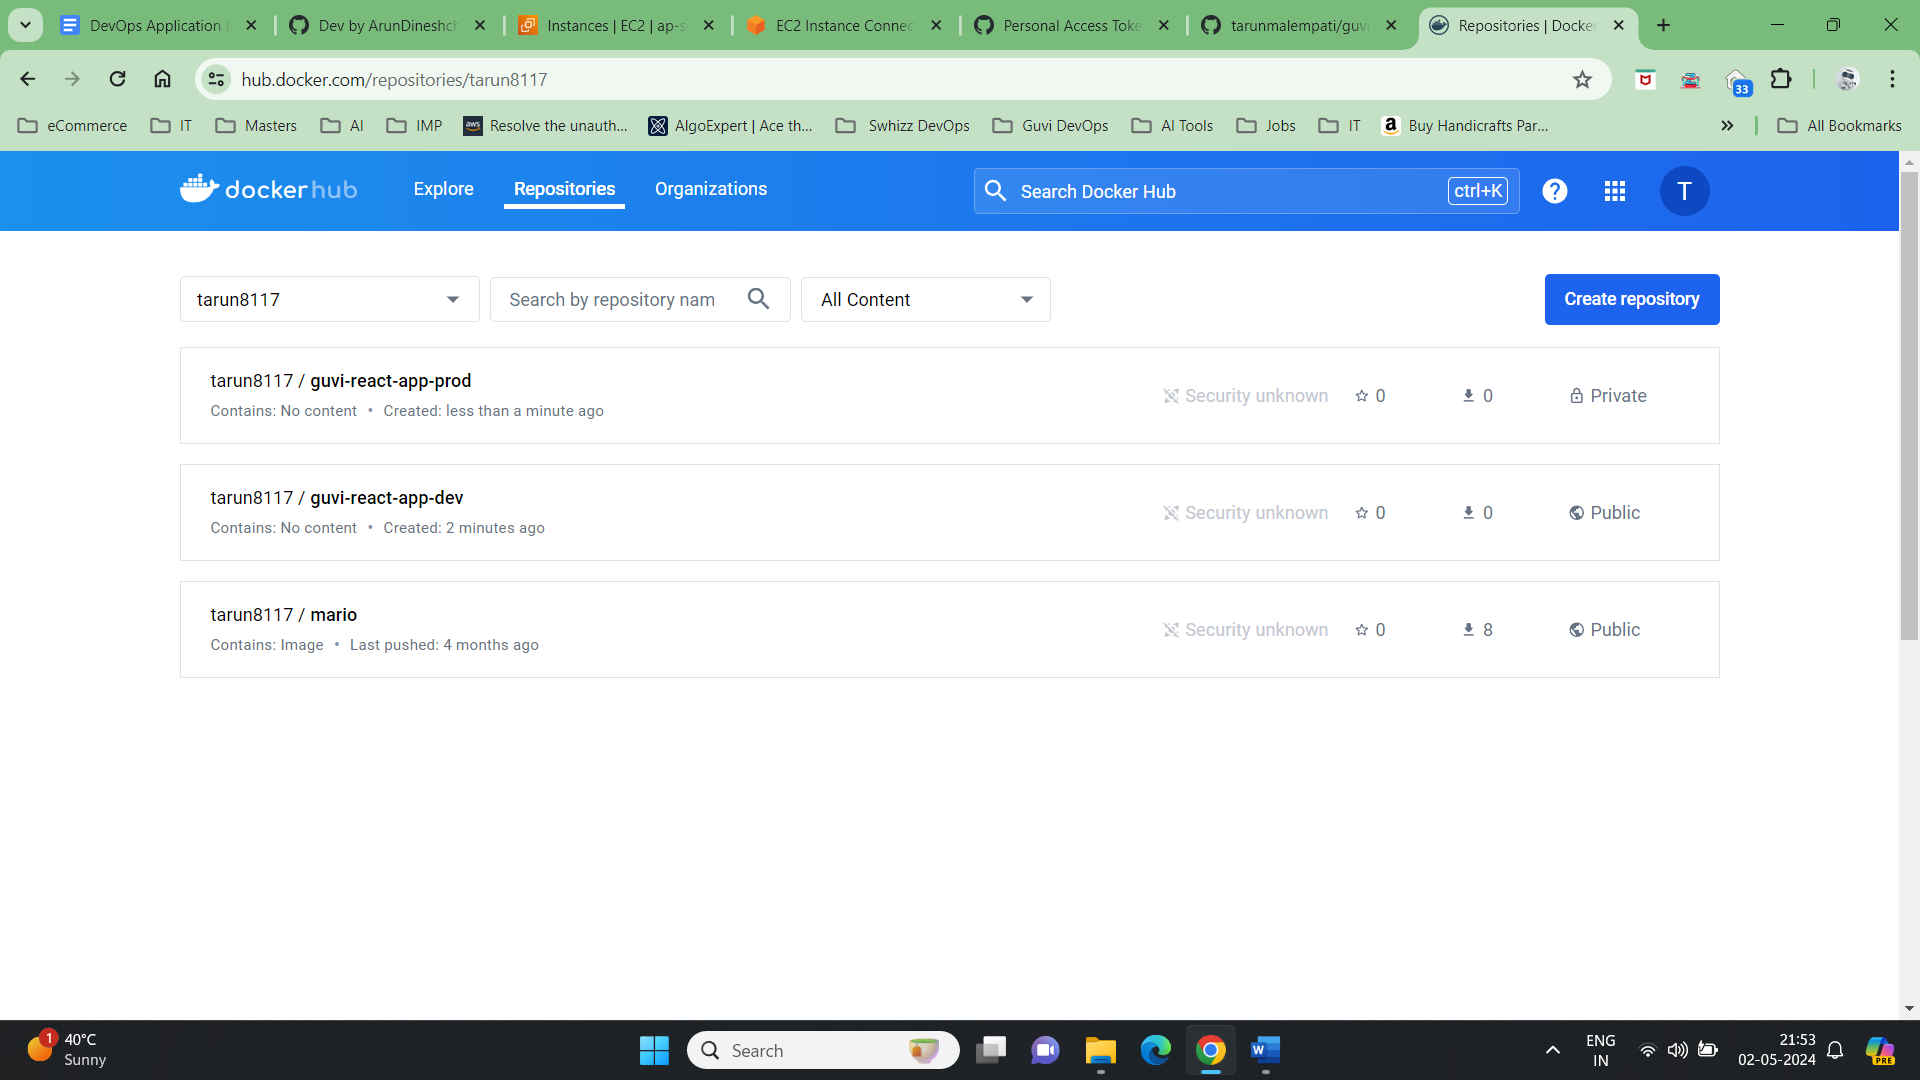 DevOps Application D
Dev by ArunDineshch
Instances | EC2 | ap-s
EC2 Instance Connec
Personal Access Toke
tarunmalempati/guvi
Repositories | Docker
hub.docker.com/repositories/tarun8117
33
eCommerce
IT
Masters
AI
IMP
aws
Resolve the unauth...
AlgoExpert | Ace th...
Swhizz DevOps
Guvi DevOps
AI Tools
Jobs
IT
Buy Handicrafts Par...
All Bookmarks
docker hub
Explore
Repositories
Organizations
Search Docker Hub
ctrl+K
T
tarun8117
Search by repository nam
All Content
Create repository
tarun8117 / guvi-react-app-prod
Security unknown
0
0
Private
Contains: No content • Created: less than a minute ago
tarun8117 / guvi-react-app-dev
Security unknown
0
0
Public
Contains: No content • Created: 2 minutes ago
tarun8117 / mario
Security unknown
0
8
Public
Contains: Image • Last pushed: 4 months ago
1
40°C
Sunny
Search
ENG
IN
21:53
02-05-2024
PRE